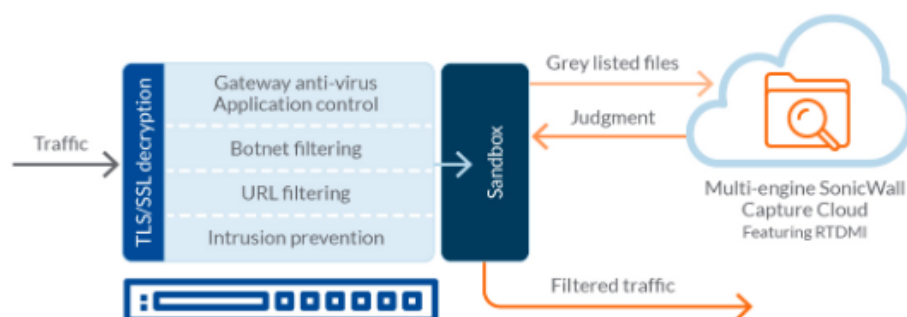 Traffic
TLS/SSL decryption
Gateway anti-virus
Application control
Botnet filtering
URL filtering
Intrusion prevention
Sandbox
Grey listed files
Judgment
Multi-engine SonicWall
Capture Cloud
Featuring RTDMI
Filtered traffic